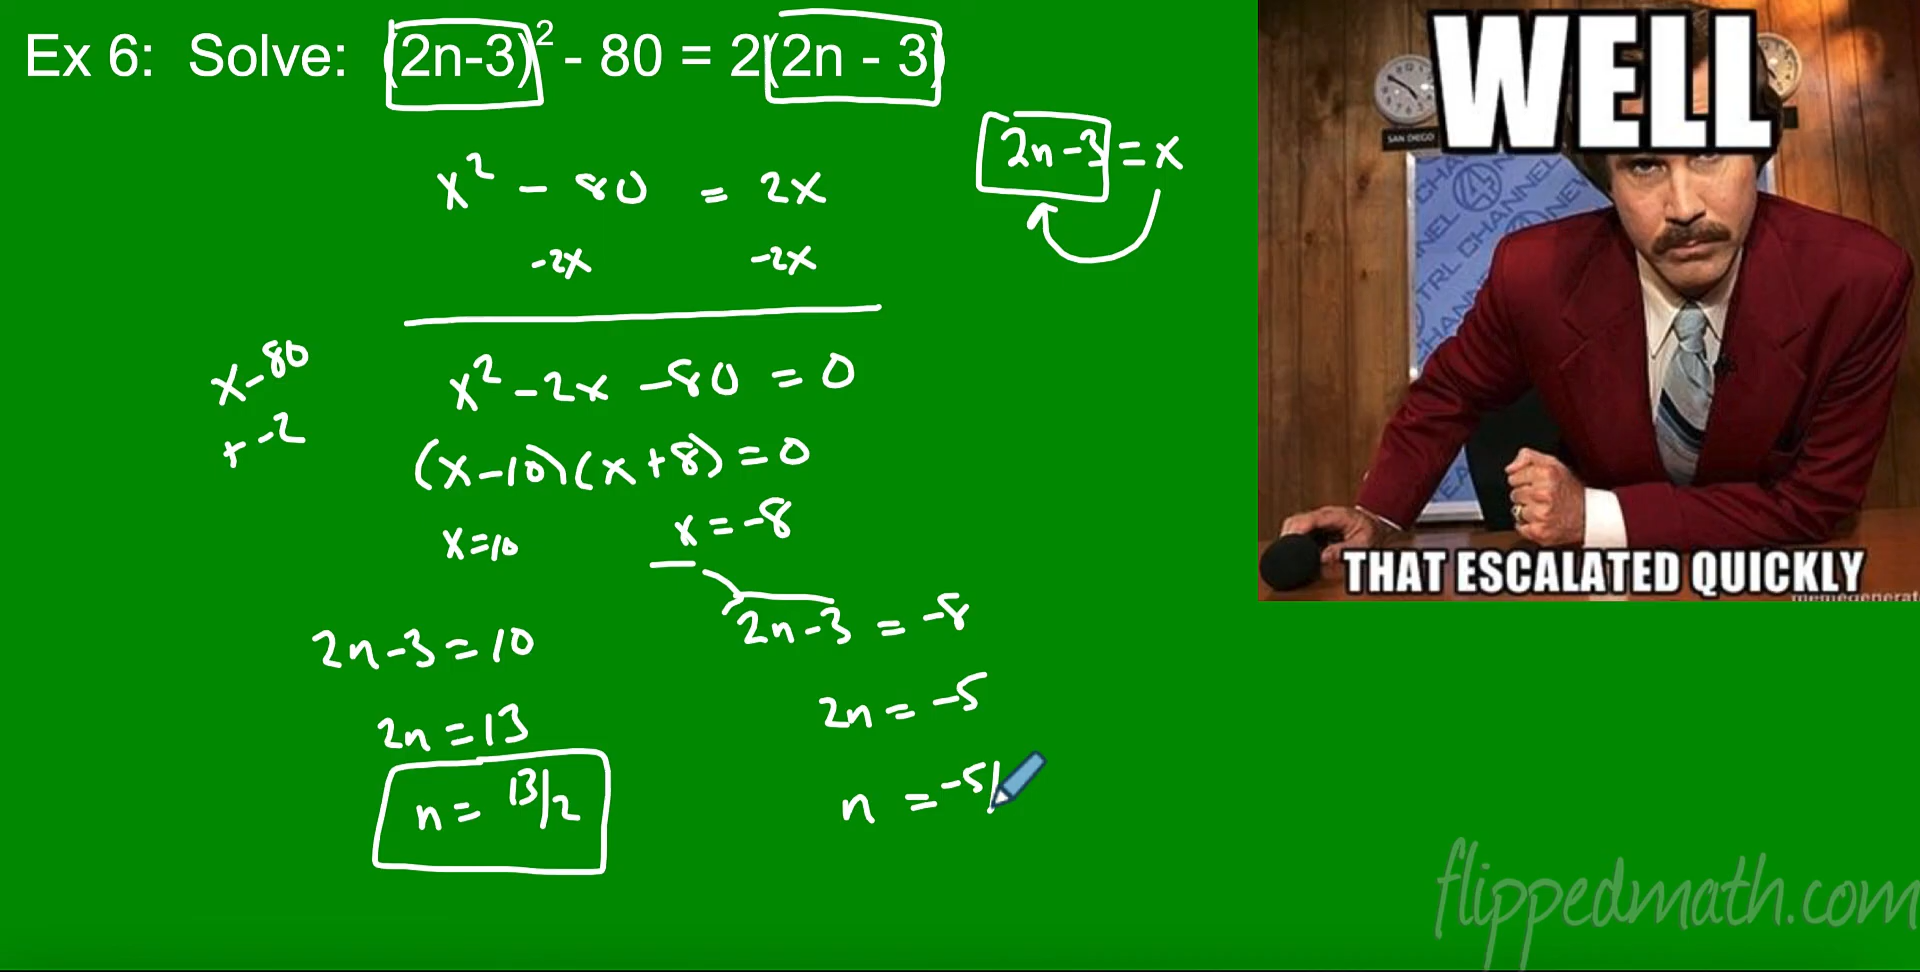 Ex 6: Solve: (2n-3)² - 80 = 2(2n - 3)
2n-3 = x
x² - 80 = 2x
-2x -2x
x² - 2x - 80 = 0
x -80
+ -2
(x-10)(x+8) = 0
x=10
x = -8
2n-3 = 10
2n = 13
n = 13/2
2n-3 = -8
2n = -5
n = -5/
WELL
SAN DIEGO
THAT ESCALATED QUICKLY
flippedmath.com